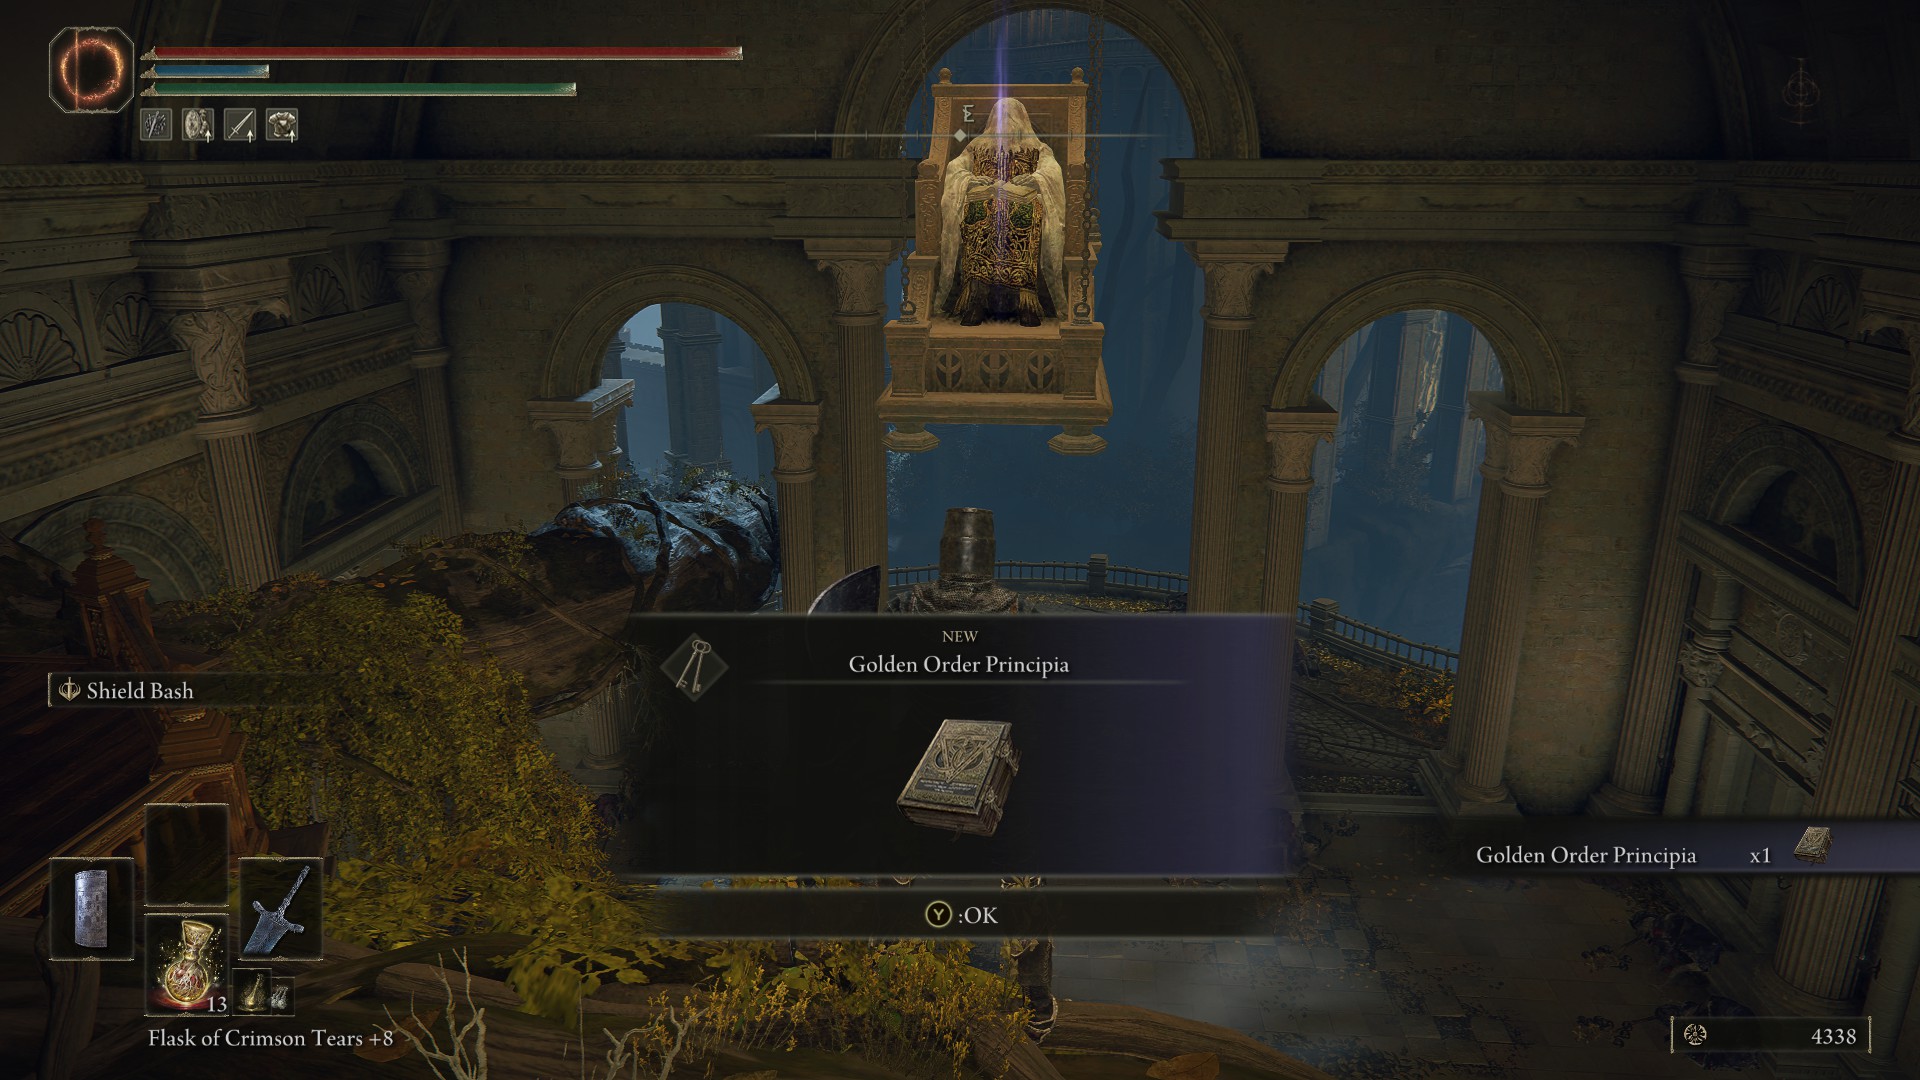 E
NEW
Golden Order Principia
Shield Bash
Golden Order Principia x1
Y :OK
13
Flask of Crimson Tears +8
4338